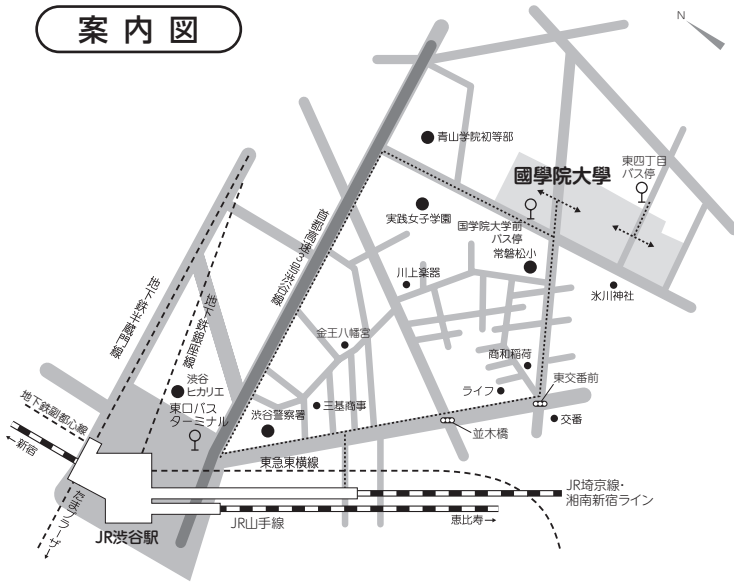 案内図
N
青山学院初等部
東四丁目
バス停
國學院大學
実践女子学園
国学院大学前
バス停
常磐松小
首都高速3号渋谷線
川上楽器
氷川神社
地下鉄半蔵門線
地下鉄銀座線
金王八幡宮
商和稲荷
渋谷
ヒカリエ
ライフ
東交番前
地下鉄副都心線
東口バス
ターミナル
渋谷警察署
三基商事
交番
並木橋
←新宿
東急東横線
JR埼京線・
湘南新宿ライン
たまプラーザ→
JR渋谷駅
JR山手線
恵比寿→